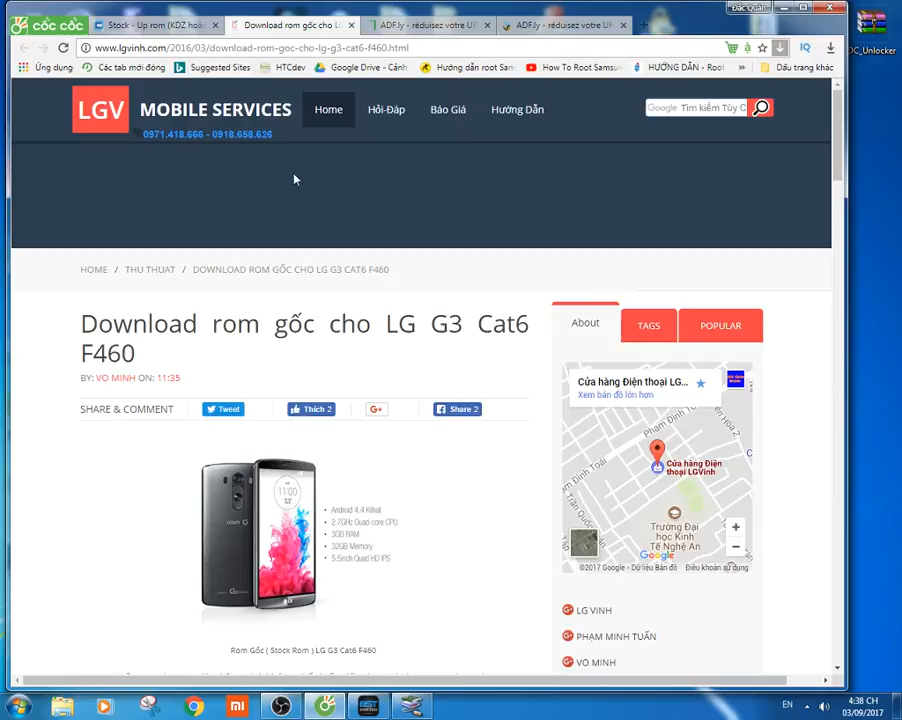 Đắc Quân
cốc cốc
Stock - Up rom (KDZ hoặc
Download rom gốc cho LG
ADF.ly - réduisez votre UR
ADF.ly - réduisez votre UR
www.lgvinh.com/2016/03/download-rom-goc-cho-lg-g3-cat6-f460.html
Ứng dụng
Các tab mới đóng
Suggested Sites
HTCdev
Google Drive - Cảnh
Hướng dẫn root Sam
How To Root Samsu
HƯỚNG DẪN - Root
»
Dấu trang khác
IQ
LGV
MOBILE SERVICES
0971.418.666 - 0918.658.626
Home
Hỏi-Đáp
Báo Giá
Hướng Dẫn
Google Tìm kiếm Tùy C
HOME / THU THUAT / DOWNLOAD ROM GỐC CHO LG G3 CAT6 F460
Download rom gốc cho LG G3 Cat6
F460
BY: VO MINH ON: 11:35
SHARE & COMMENT
Tweet
Thích 2
G+
Share 2
11:00
LG
• Android 4.4 Kitkat
• 2.7GHz Quad-core CPU
• 3GB RAM
• 32GB Memory
• 5.5inch Quad HD IPS
Rom Gốc ( Stock Rom ) LG G3 Cat6 F460
About
TAGS
POPULAR
Cửa hàng Điện thoại LG...
Xem bản đồ lớn hơn
Cửa hàng Điện
thoại LGVinh
Trường Đại
học Kinh
Tế Nghệ An
Google
+
−
©2017 Google - Dữ liệu Bản đồ
Điều khoản sử dụng
LG VINH
PHẠM MINH TUẤN
VO MINH
OC_Unlocker
EN
4:38 CH
03/09/2017